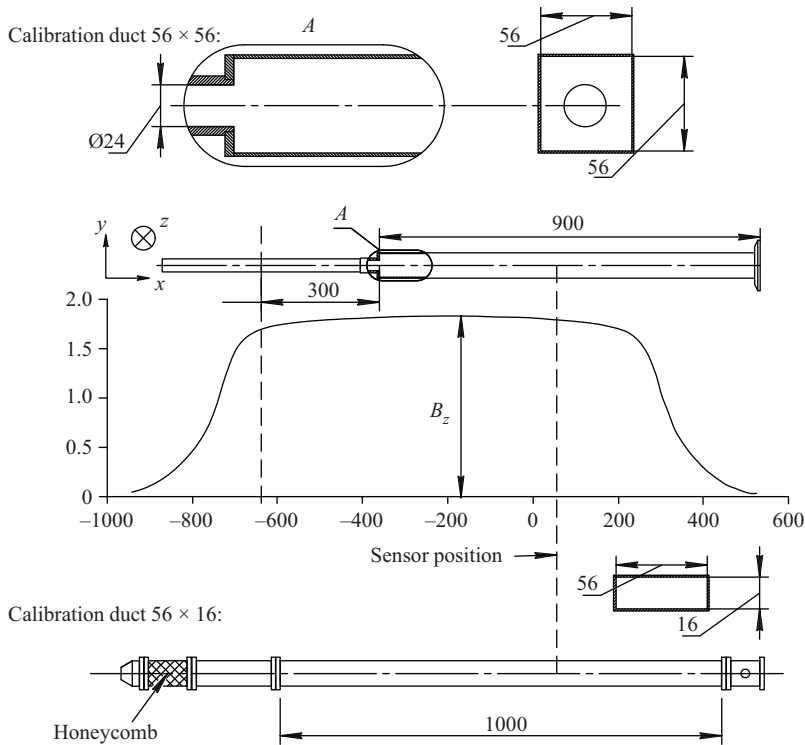 Calibration duct 56 × 56:
A
56
Ø24
56
y
z
A
900
x
300
2.0
1.5
1.0
0.5
0
B_z
–1000
–800
–600
–400
–200
0
200
400
600
Sensor position
56
16
Calibration duct 56 × 16:
Honeycomb
1000